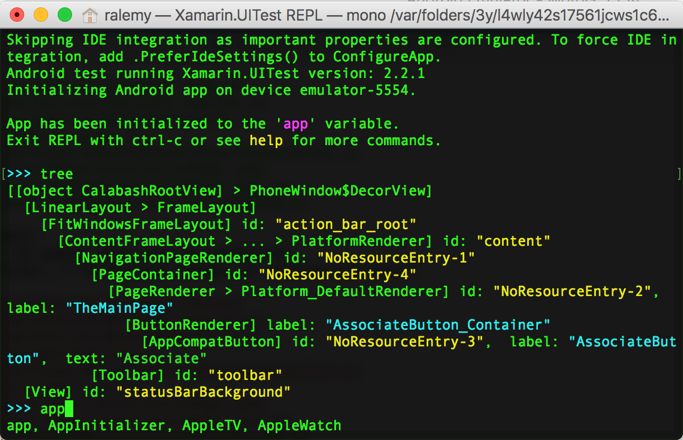 ralemy — Xamarin.UITest REPL — mono /var/folders/3y/l4wly42s17561jcws1c6...
Skipping IDE integration as important properties are configured. To force IDE in
tegration, add .PreferIdeSettings() to ConfigureApp.
Android test running Xamarin.UITest version: 2.2.1
Initializing Android app on device emulator-5554.
App has been initialized to the 'app' variable.
Exit REPL with ctrl-c or see help for more commands.
[>>> tree ]
[[object CalabashRootView] > PhoneWindow$DecorView]
[LinearLayout > FrameLayout]
[FitWindowsFrameLayout] id: "action_bar_root"
[ContentFrameLayout > ... > PlatformRenderer] id: "content"
[NavigationPageRenderer] id: "NoResourceEntry-1"
[PageContainer] id: "NoResourceEntry-4"
[PageRenderer > Platform_DefaultRenderer] id: "NoResourceEntry-2",
label: "TheMainPage"
[ButtonRenderer] label: "AssociateButton_Container"
[AppCompatButton] id: "NoResourceEntry-3",  label: "AssociateBut
ton",  text: "Associate"
[Toolbar] id: "toolbar"
[View] id: "statusBarBackground"
>>> app
app, AppInitializer, AppleTV, AppleWatch